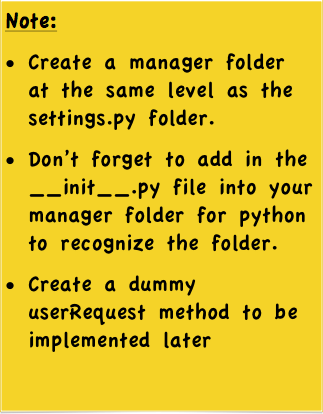 Note:
• Create a manager folder
at the same level as the
settings.py folder.
• Don't forget to add in the
__init__.py file into your
manager folder for python
to recognize the folder.
• Create a dummy
userRequest method to be
implemented later